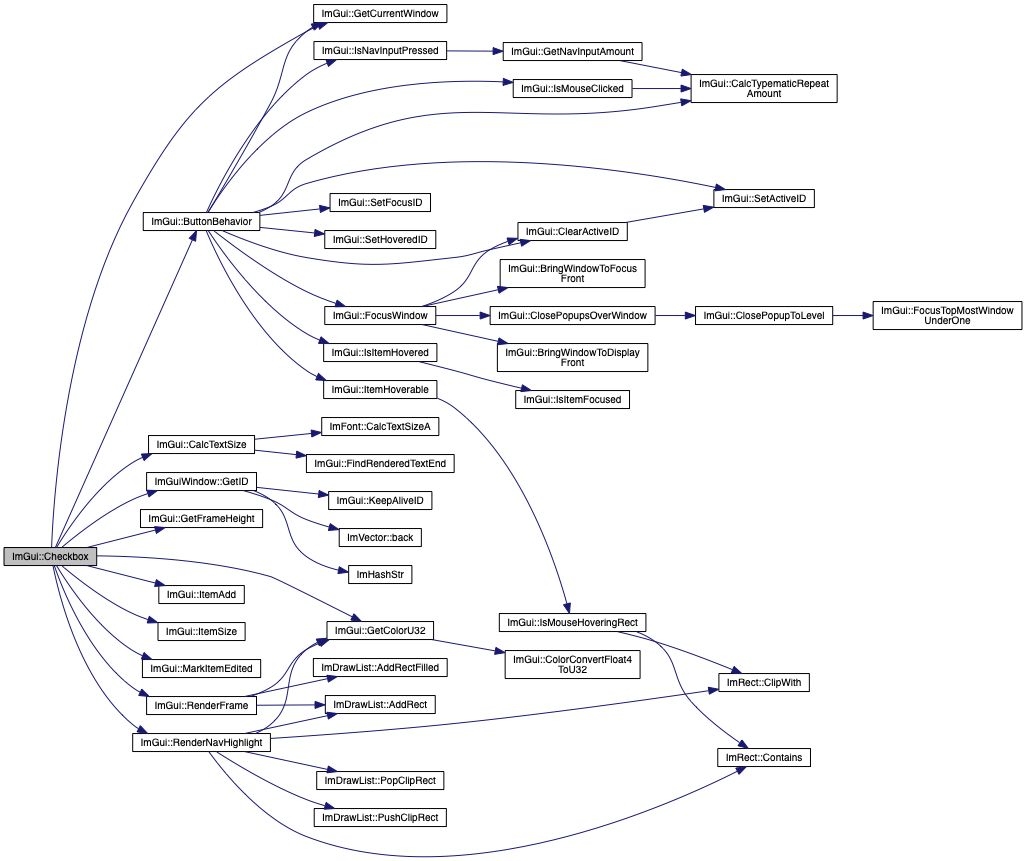 ImGui::GetCurrentWindow
ImGui::IsNavInputPressed
ImGui::GetNavInputAmount
ImGui::CalcTypematicRepeat
Amount
ImGui::IsMouseClicked
ImGui::SetActiveID
ImGui::SetFocusID
ImGui::ButtonBehavior
ImGui::ClearActiveID
ImGui::SetHoveredID
ImGui::BringWindowToFocus
Front
ImGui::FocusWindow
ImGui::ClosePopupsOverWindow
ImGui::ClosePopupToLevel
ImGui::FocusTopMostWindow
UnderOne
ImGui::IsItemHovered
ImGui::BringWindowToDisplay
Front
ImGui::ItemHoverable
ImGui::IsItemFocused
ImFont::CalcTextSizeA
ImGui::CalcTextSize
ImGui::FindRenderedTextEnd
ImGuiWindow::GetID
ImGui::KeepAliveID
ImGui::GetFrameHeight
ImVector::back
ImGui::Checkbox
ImHashStr
ImGui::ItemAdd
ImGui::IsMouseHoveringRect
ImGui::ItemSize
ImGui::GetColorU32
ImGui::ColorConvertFloat4
ToU32
ImGui::MarkItemEdited
ImDrawList::AddRectFilled
ImRect::ClipWith
ImGui::RenderFrame
ImDrawList::AddRect
ImGui::RenderNavHighlight
ImRect::Contains
ImDrawList::PopClipRect
ImDrawList::PushClipRect